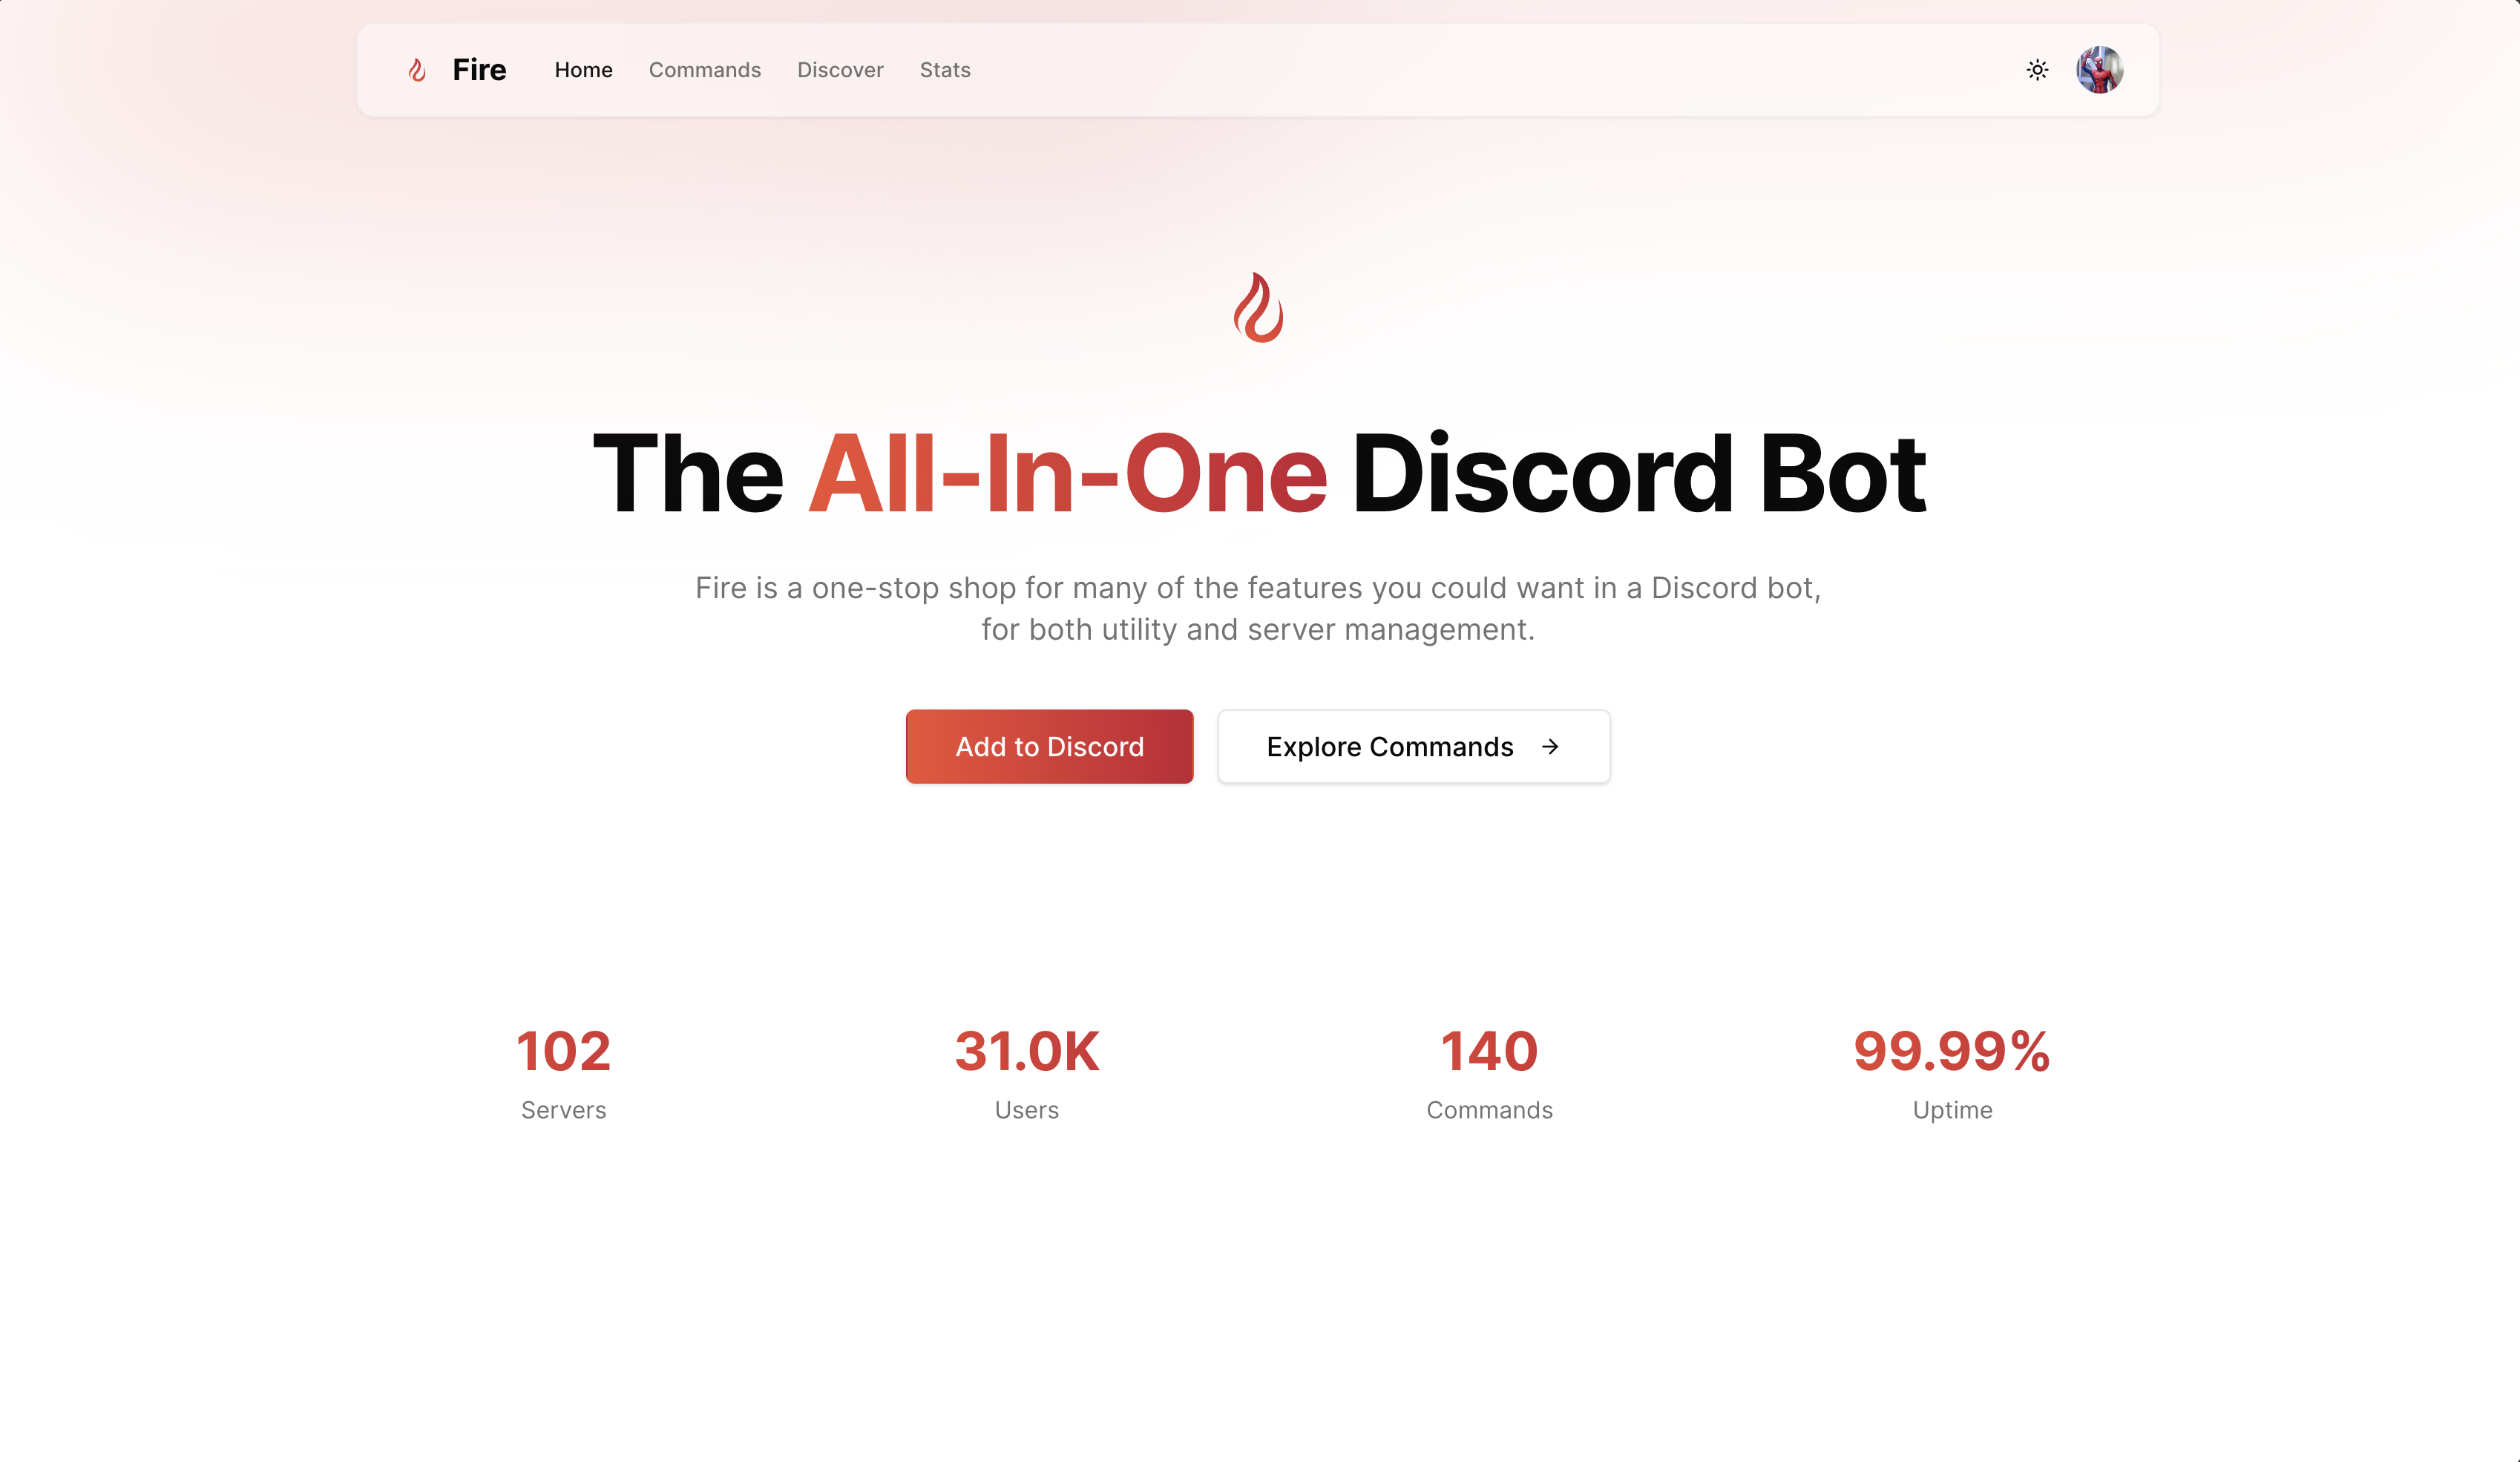 Fire Home Commands Discover Stats
The All-In-One Discord Bot
Fire is a one-stop shop for many of the features you could want in a Discord bot,
for both utility and server management.
Add to Discord Explore Commands →
102 31.0K 140 99.99%
Servers Users Commands Uptime